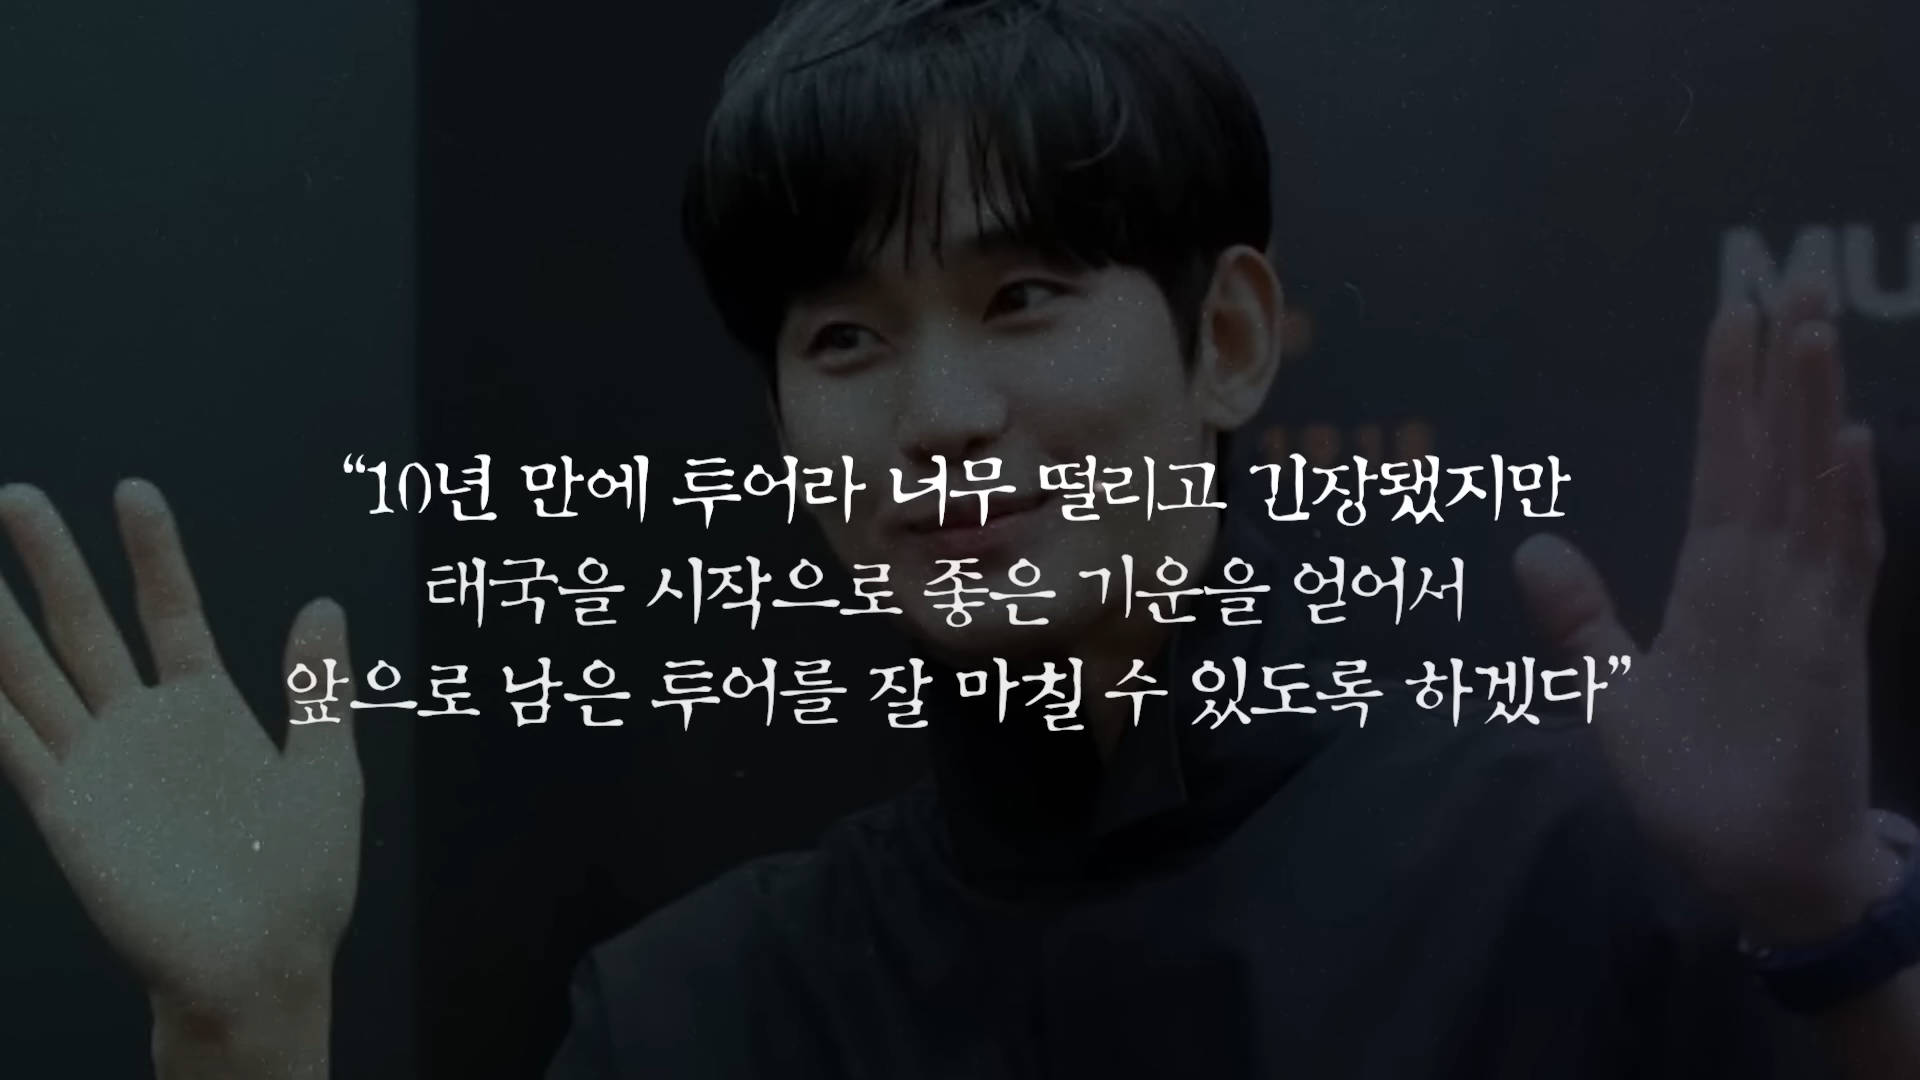 MU
“10년 만에 투어라 너무 떨리고 긴장됐지만
태국을 시작으로 좋은 기운을 얻어서
앞으로 남은 투어를 잘 마칠 수 있도록 하겠다”